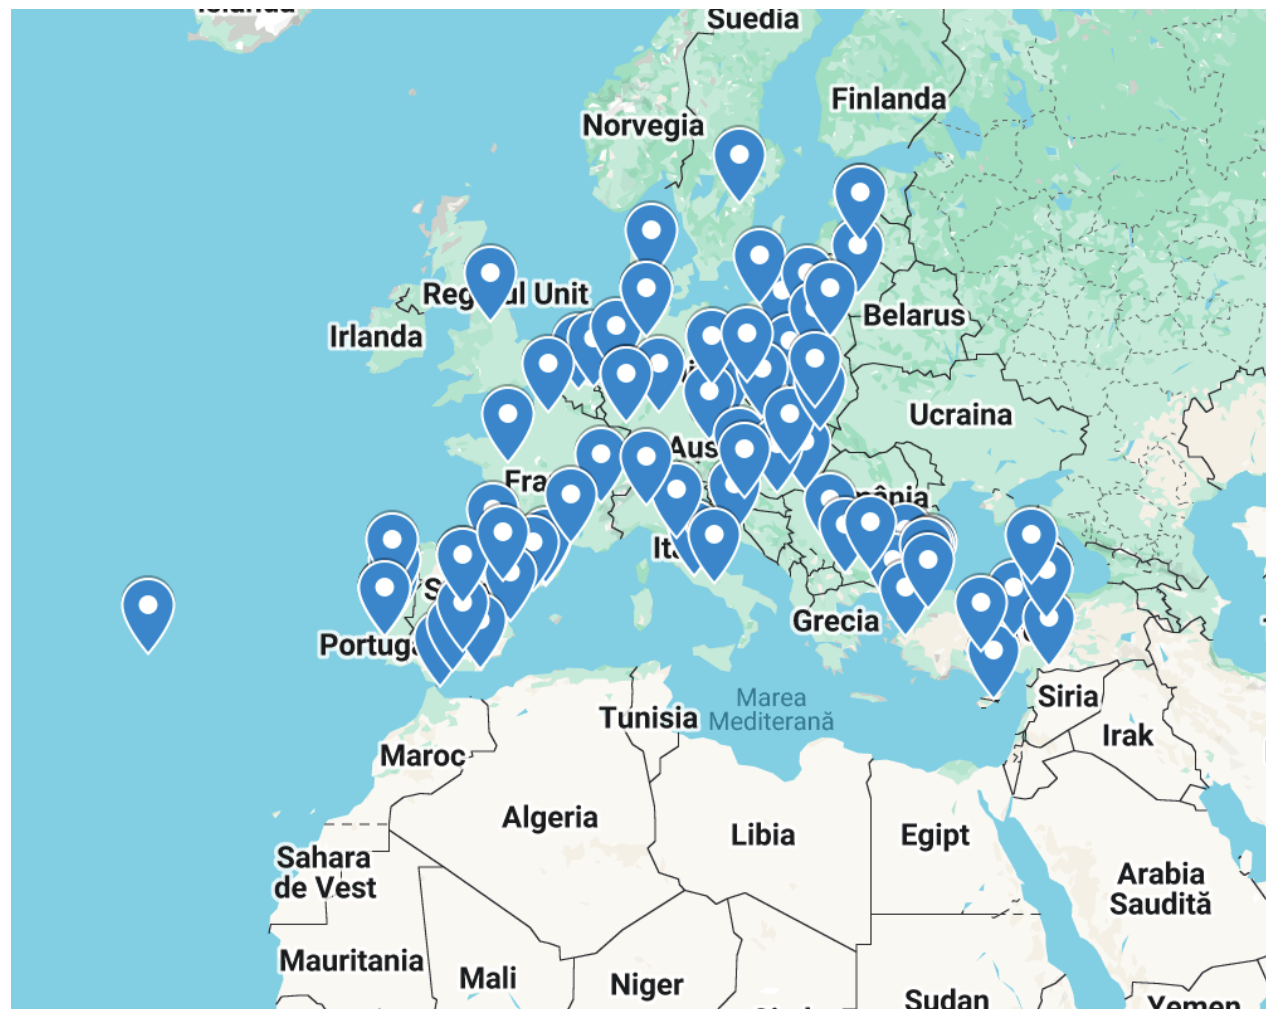 Suedia
Finlanda
Norvegia
Irlanda
Belarus
Ucraina
Grecia
Siria
Marea
Mediterană
Tunisia
Irak
Maroc
Algeria
Libia
Egipt
Sahara
de Vest
Arabia
Saudită
Mauritania
Mali
Niger
Sudan
Yemen